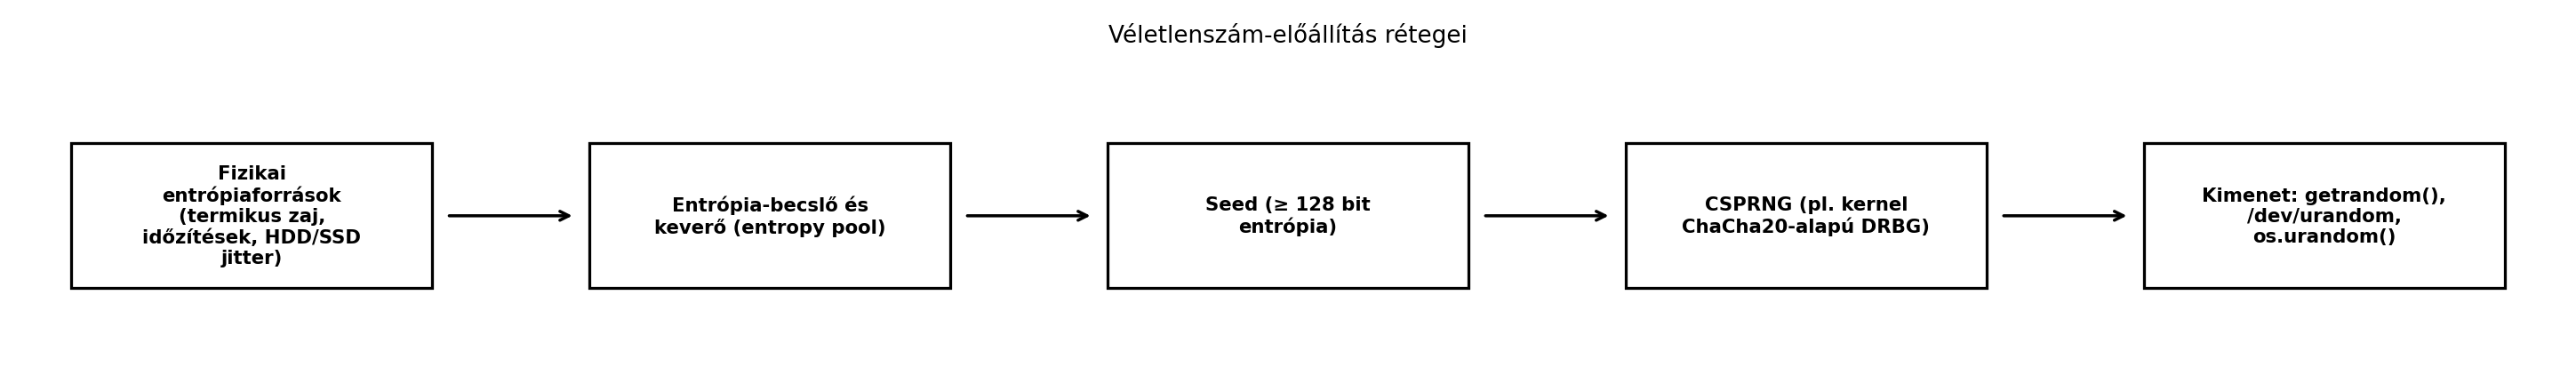 Véletlenszám-előállítás rétegei
Fizikai
entrópiaforrások
(termikus zaj,
időzítések, HDD/SSD
jitter)
Entrópia-becslő és
keverő (entropy pool)
Seed (≥ 128 bit
entrópia)
CSPRNG (pl. kernel
ChaCha20-alapú DRBG)
Kimenet: getrandom(),
/dev/urandom,
os.urandom()